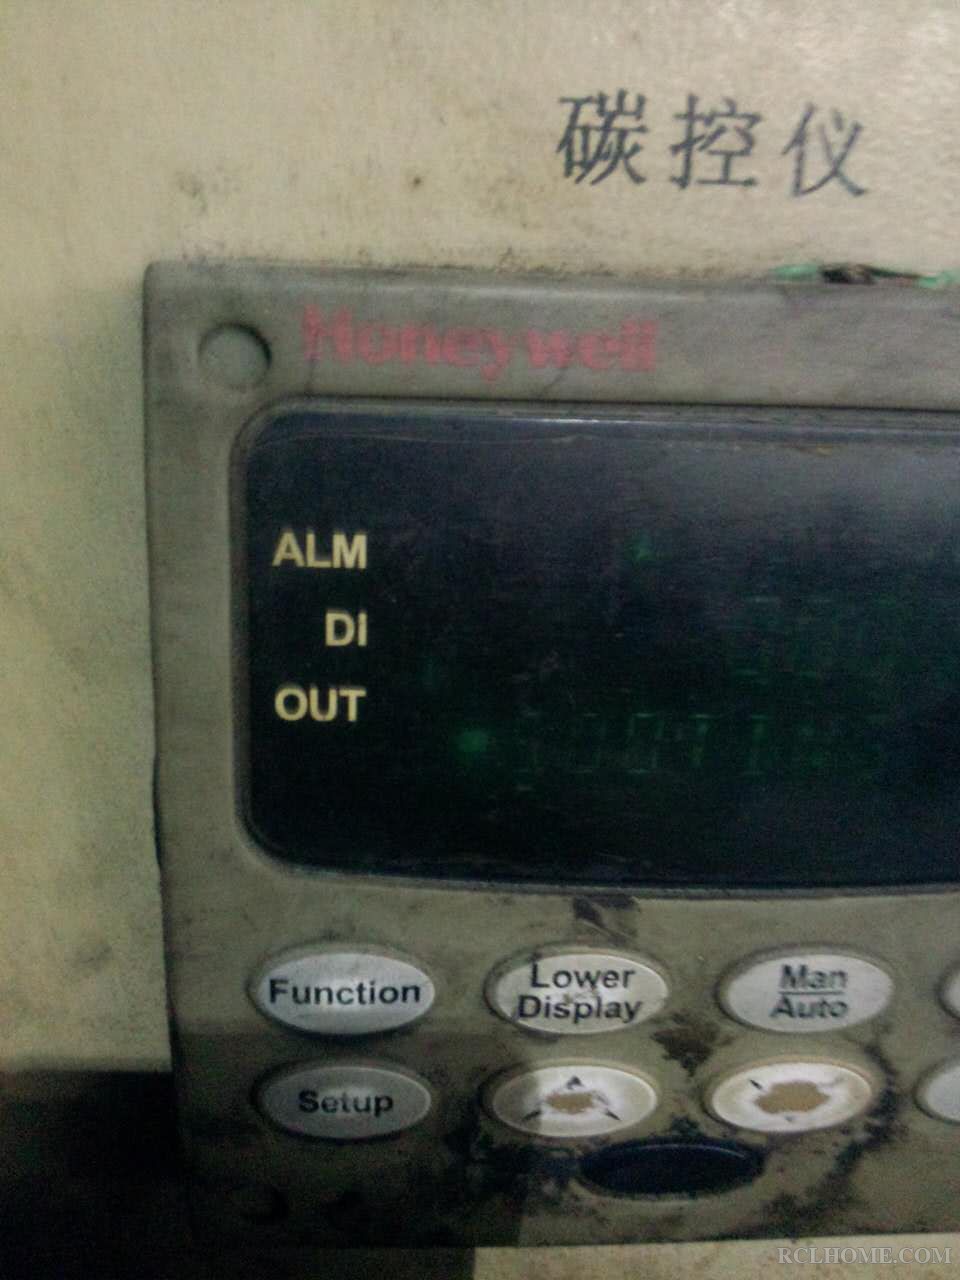 碳控仪
Honeywell
ALM
DI
OUT
Function
Lower
Display
Man
Auto
Setup
RCLHOME.COM